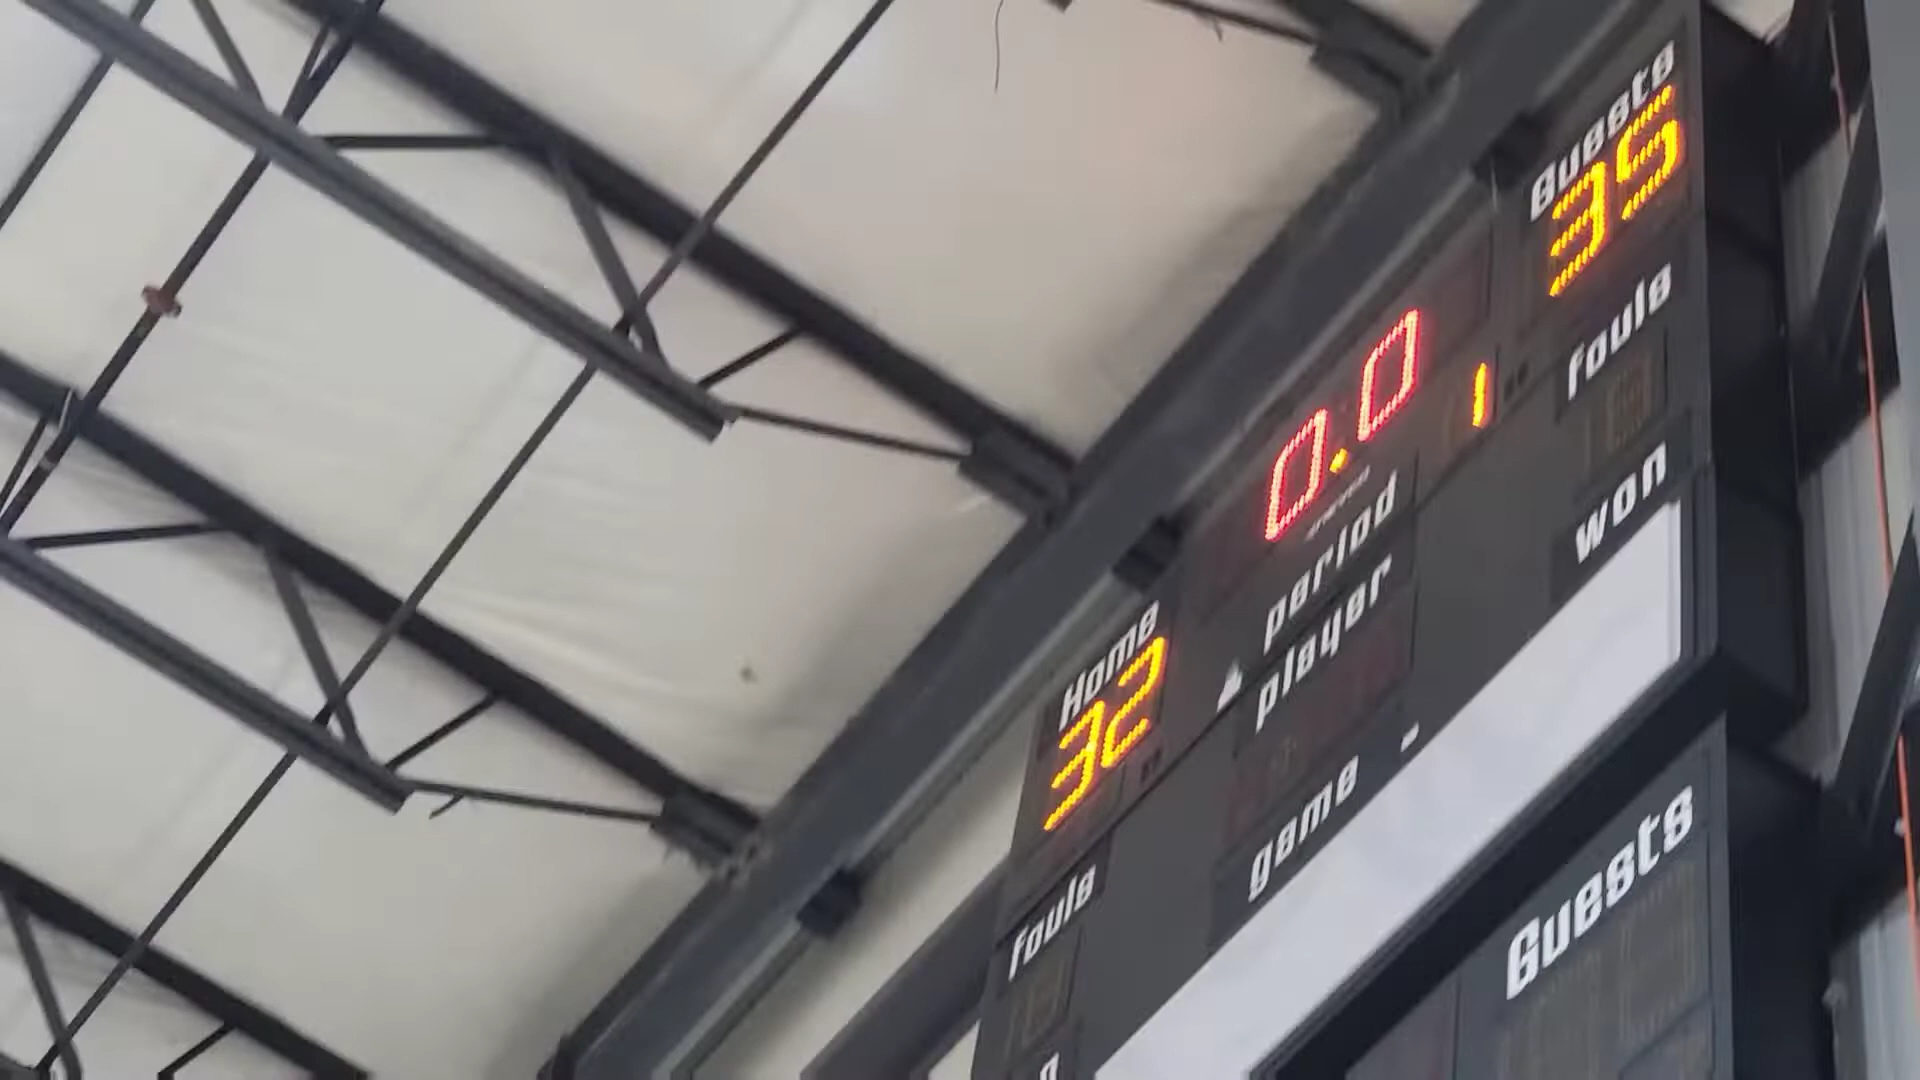 Guests
35
0.0
1
fouls
period
won
player
Home
32
game
fouls
Guests